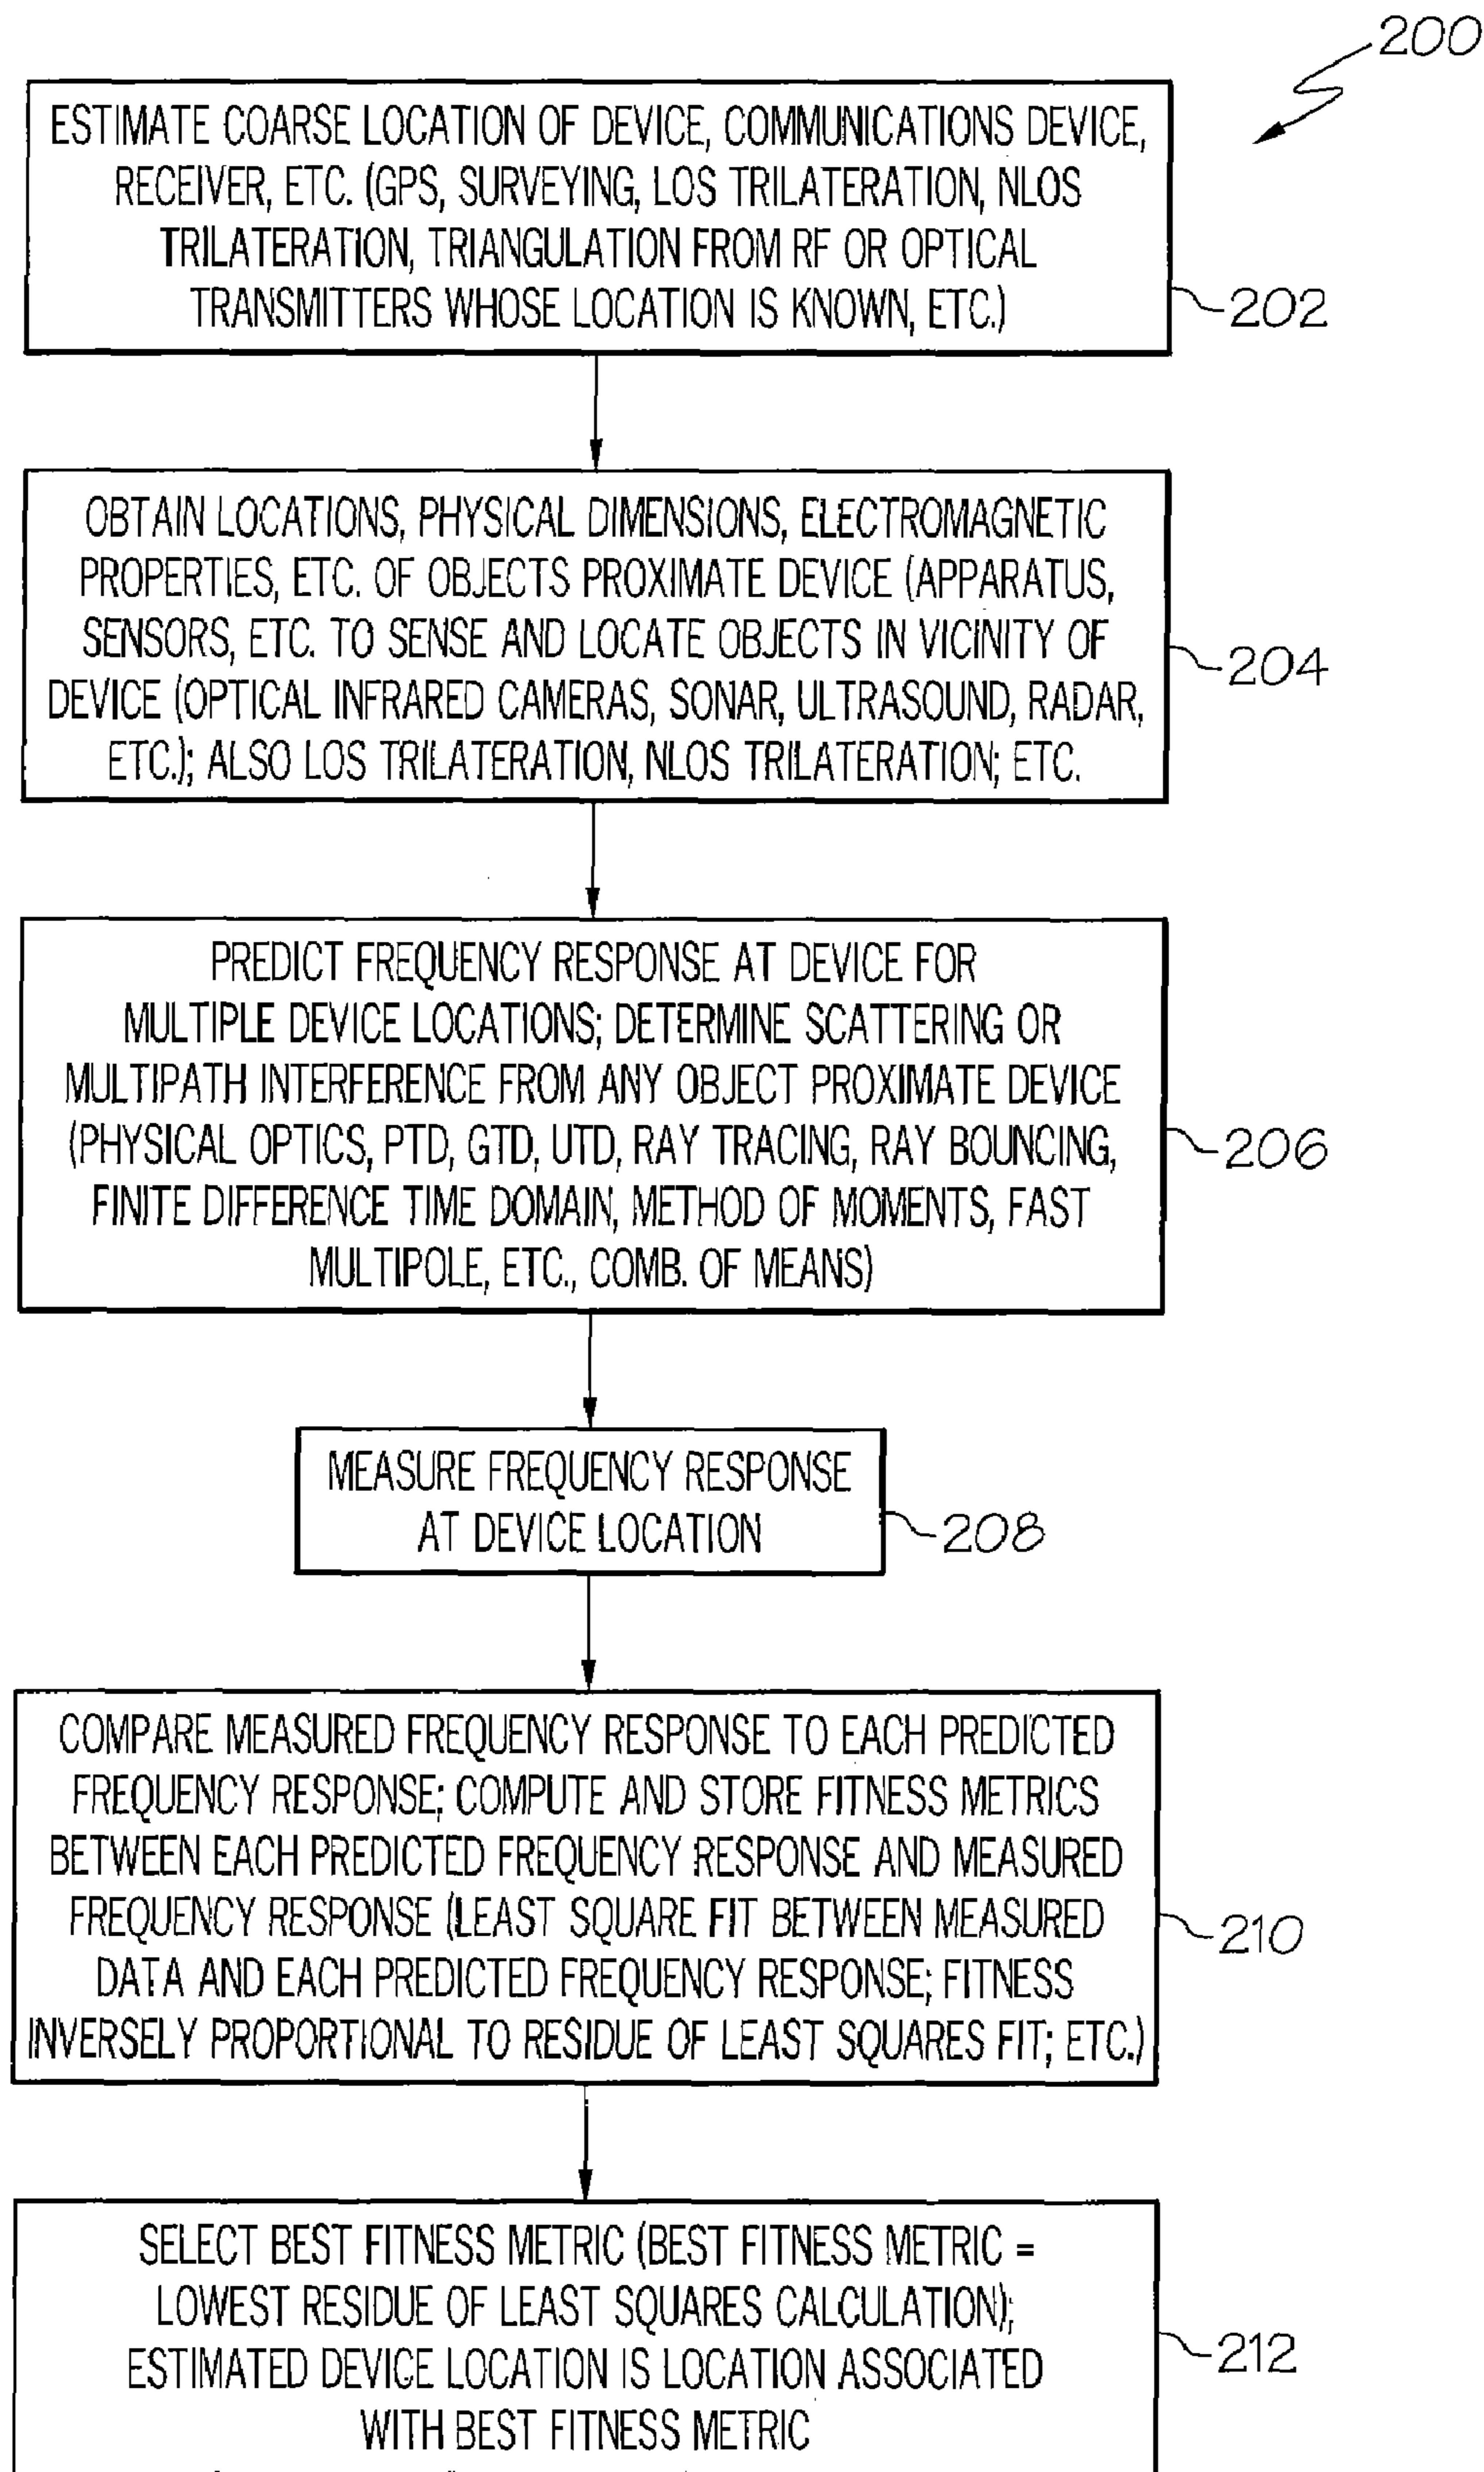 200
ESTIMATE COARSE LOCATION OF DEVICE, COMMUNICATIONS DEVICE,
RECEIVER, ETC. (GPS, SURVEYING, LOS TRILATERATION, NLOS
TRILATERATION, TRIANGULATION FROM RF OR OPTICAL
TRANSMITTERS WHOSE LOCATION IS KNOWN, ETC.)
202
OBTAIN LOCATIONS, PHYSICAL DIMENSIONS, ELECTROMAGNETIC
PROPERTIES, ETC. OF OBJECTS PROXIMATE DEVICE (APPARATUS,
SENSORS, ETC. TO SENSE AND LOCATE OBJECTS IN VICINITY OF
DEVICE (OPTICAL INFRARED CAMERAS, SONAR, ULTRASOUND, RADAR,
ETC.); ALSO LOS TRILATERATION, NLOS TRILATERATION; ETC.
204
PREDICT FREQUENCY RESPONSE AT DEVICE FOR
MULTIPLE DEVICE LOCATIONS; DETERMINE SCATTERING OR
MULTIPATH INTERFERENCE FROM ANY OBJECT PROXIMATE DEVICE
(PHYSICAL OPTICS, PTD, GTD, UTD, RAY TRACING, RAY BOUNCING,
FINITE DIFFERENCE TIME DOMAIN, METHOD OF MOMENTS, FAST
MULTIPOLE, ETC., COMB. OF MEANS)
206
MEASURE FREQUENCY RESPONSE
AT DEVICE LOCATION
208
COMPARE MEASURED FREQUENCY RESPONSE TO EACH PREDICTED
FREQUENCY RESPONSE; COMPUTE AND STORE FITNESS METRICS
BETWEEN EACH PREDICTED FREQUENCY RESPONSE AND MEASURED
FREQUENCY RESPONSE (LEAST SQUARE FIT BETWEEN MEASURED
DATA AND EACH PREDICTED FREQUENCY RESPONSE; FITNESS
INVERSELY PROPORTIONAL TO RESIDUE OF LEAST SQUARES FIT; ETC.)
210
SELECT BEST FITNESS METRIC (BEST FITNESS METRIC =
LOWEST RESIDUE OF LEAST SQUARES CALCULATION);
ESTIMATED DEVICE LOCATION IS LOCATION ASSOCIATED
WITH BEST FITNESS METRIC
212